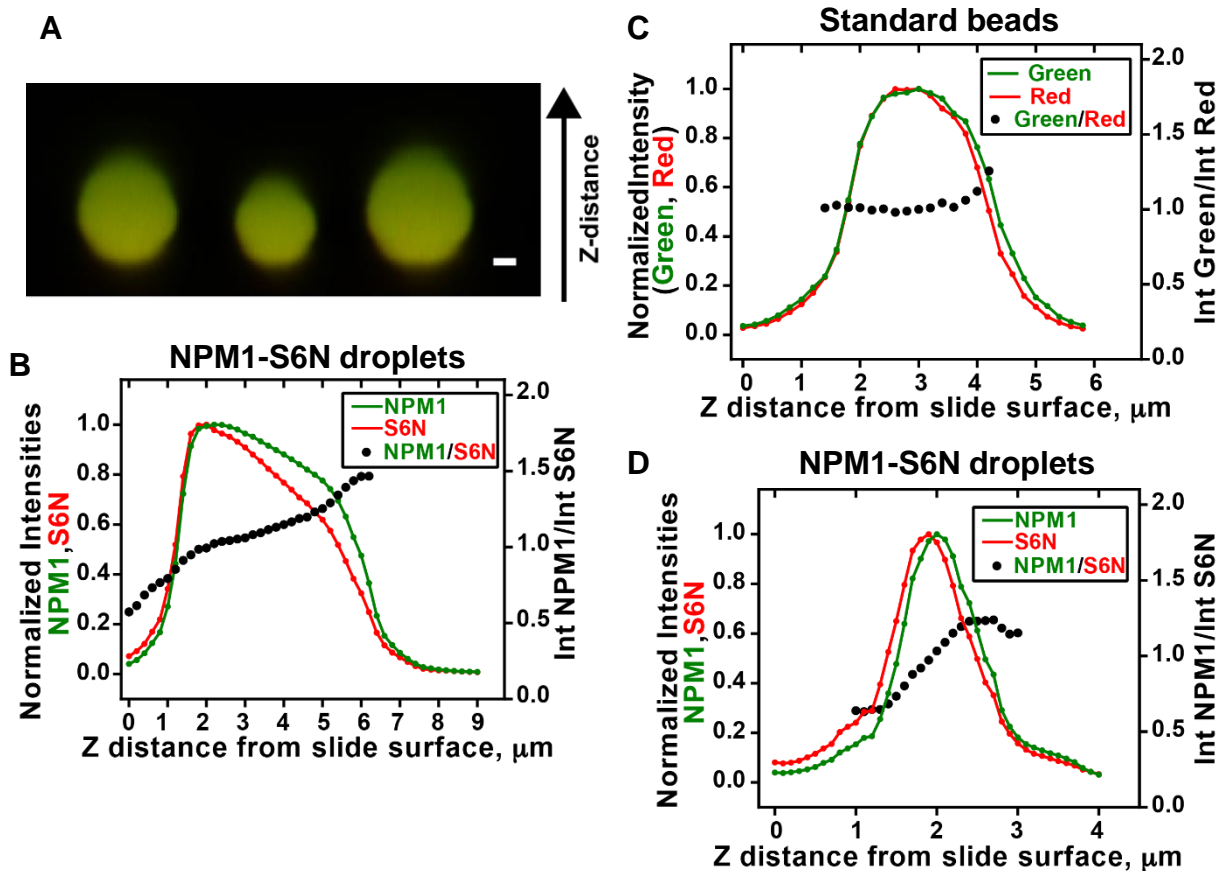 A
Z-distance
B
NPM1-S6N droplets
Normalized Intensities
NPM1,S6N
1.0
0.8
0.6
0.4
0.2
0.0
NPM1
S6N
NPM1/S6N
2.0
1.5
1.0
0.5
0.0
Int NPM1/Int S6N
0 1 2 3 4 5 6 7 8 9
Z distance from slide surface, μm
C
Standard beads
NormalizedIntensity
(Green, Red)
1.0
0.8
0.6
0.4
0.2
0.0
Green
Red
Green/Red
2.0
1.5
1.0
0.5
0.0
Int Green/Int Red
0 1 2 3 4 5 6
Z distance from slide surface, μm
D
NPM1-S6N droplets
Normalized Intensities
NPM1,S6N
1.0
0.8
0.6
0.4
0.2
0.0
NPM1
S6N
NPM1/S6N
2.0
1.5
1.0
0.5
0.0
Int NPM1/Int S6N
0 1 2 3 4
Z distance from slide surface, μm